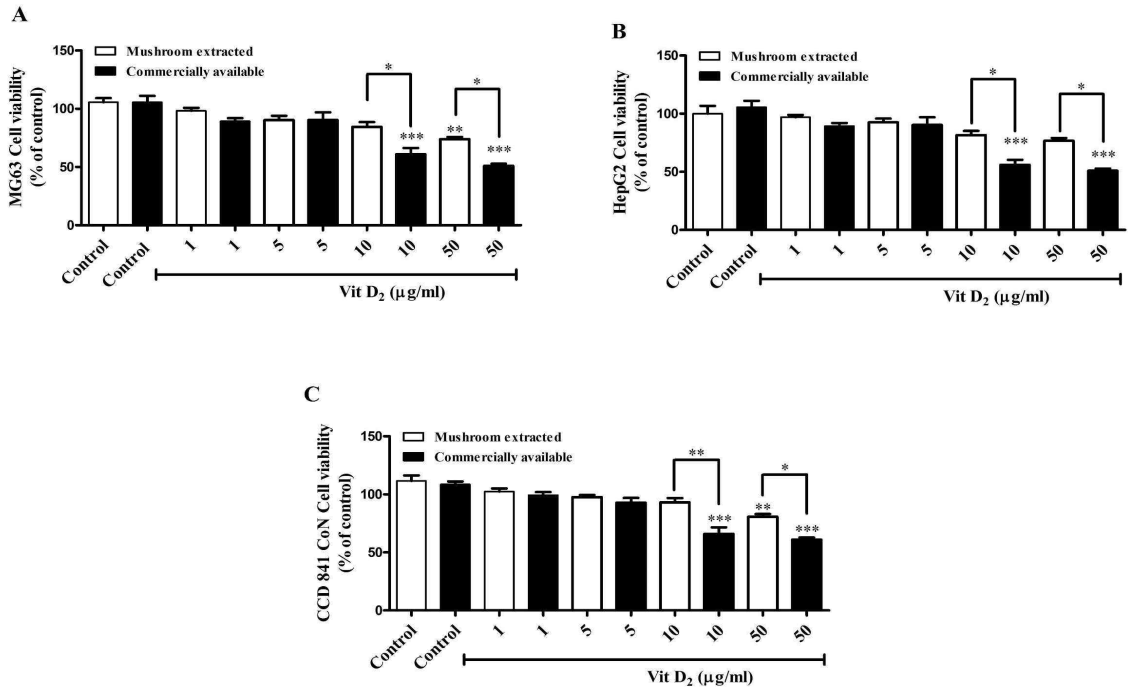 A
MG63 Cell viability
(% of control)
150
100
50
0
Mushroom extracted
Commercially available
*
*
***
**
***
Control
Control
1
1
5
5
10
10
50
50
Vit D₂ (μg/ml)
B
HepG2 Cell viability
(% of control)
150
100
50
0
Mushroom extracted
Commercially available
*
*
***
***
Control
Control
1
1
5
5
10
10
50
50
Vit D₂ (μg/ml)
C
CCD 841 CoN Cell viability
(% of control)
150
100
50
0
Mushroom extracted
Commercially available
**
*
***
**
***
Control
Control
1
1
5
5
10
10
50
50
Vit D₂ (μg/ml)